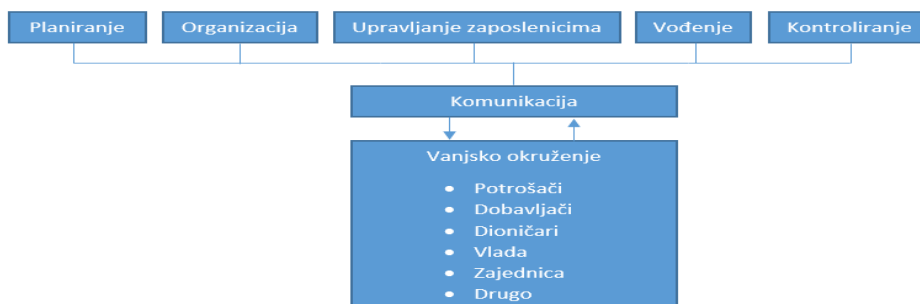 Planiranje
Organizacija
Upravljanje zaposlenicima
Vođenje
Kontroliranje
Komunikacija
Vanjsko okruženje
Potrošači
Dobavljači
Dioničari
Vlada
Zajednica
Drugo